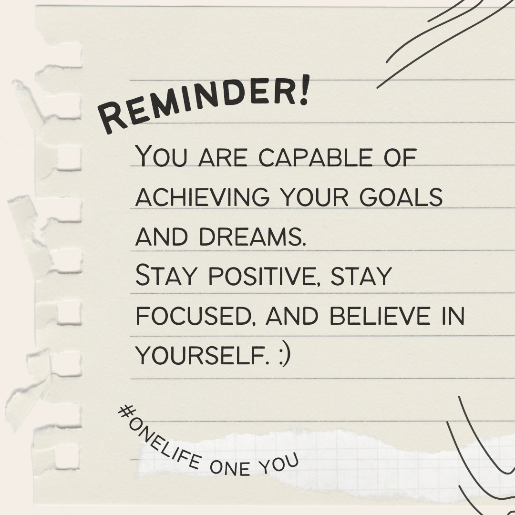 REMINDER!
YOU ARE CAPABLE OF
ACHIEVING YOUR GOALS
AND DREAMS.
STAY POSITIVE, STAY
FOCUSED, AND BELIEVE IN
YOURSELF. :)
#ONELIFE ONE YOU